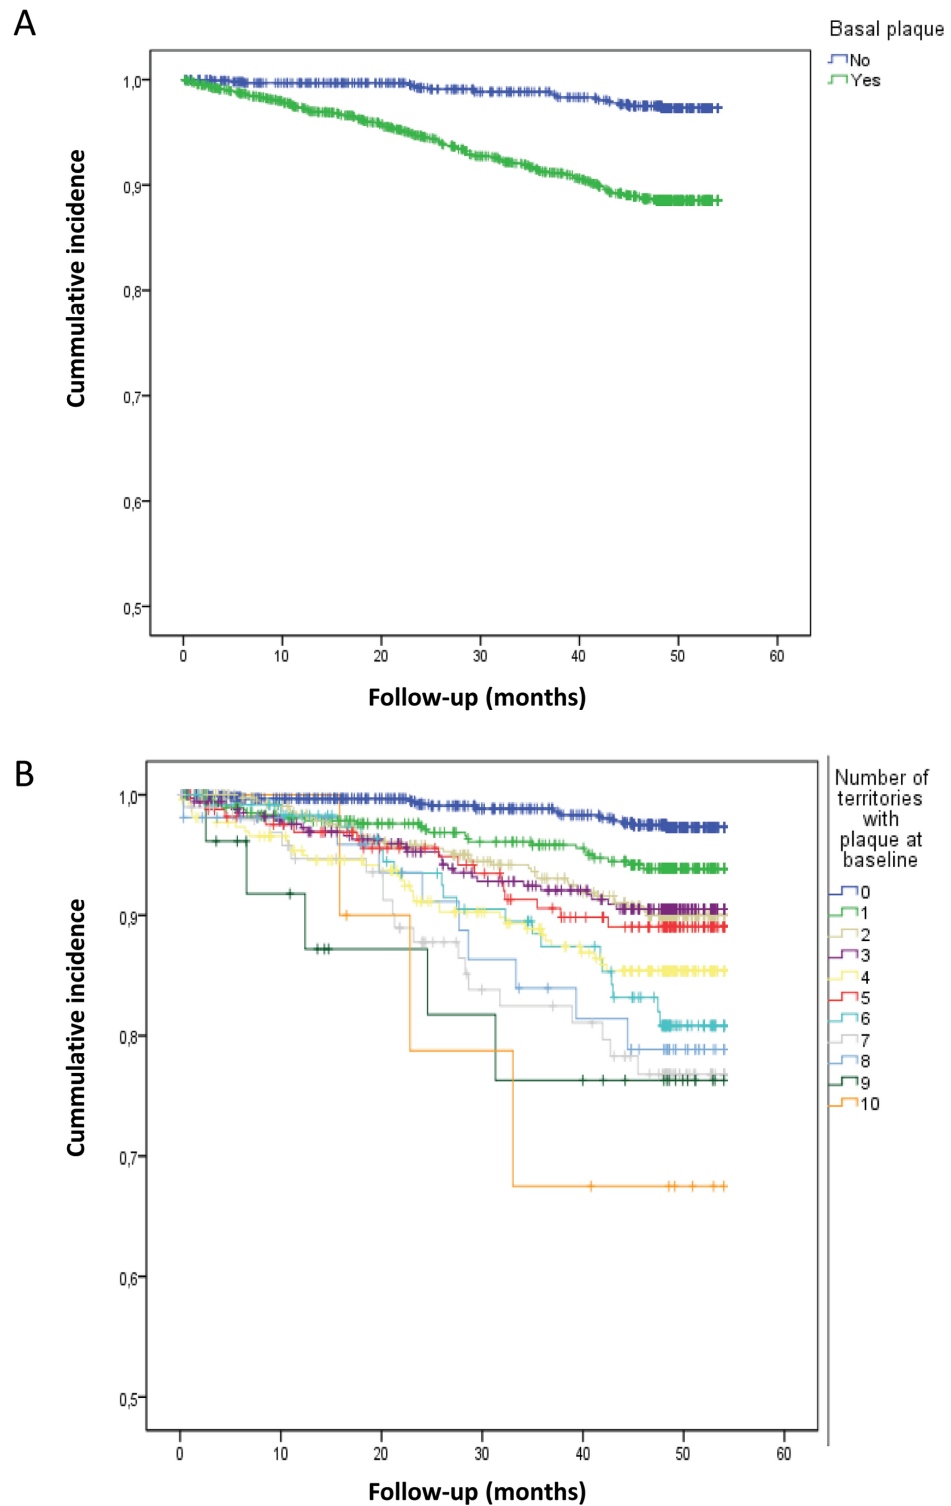 A
Basal plaque
No
Yes
1,0
0,9
0,8
0,7
0,6
0,5
Cummulative incidence
0 10 20 30 40 50 60
Follow-up (months)
B
Number of
territories
with
plaque at
baseline
0
1
2
3
4
5
6
7
8
9
10
1,0
0,9
0,8
0,7
0,6
0,5
Cummulative incidence
0 10 20 30 40 50 60
Follow-up (months)